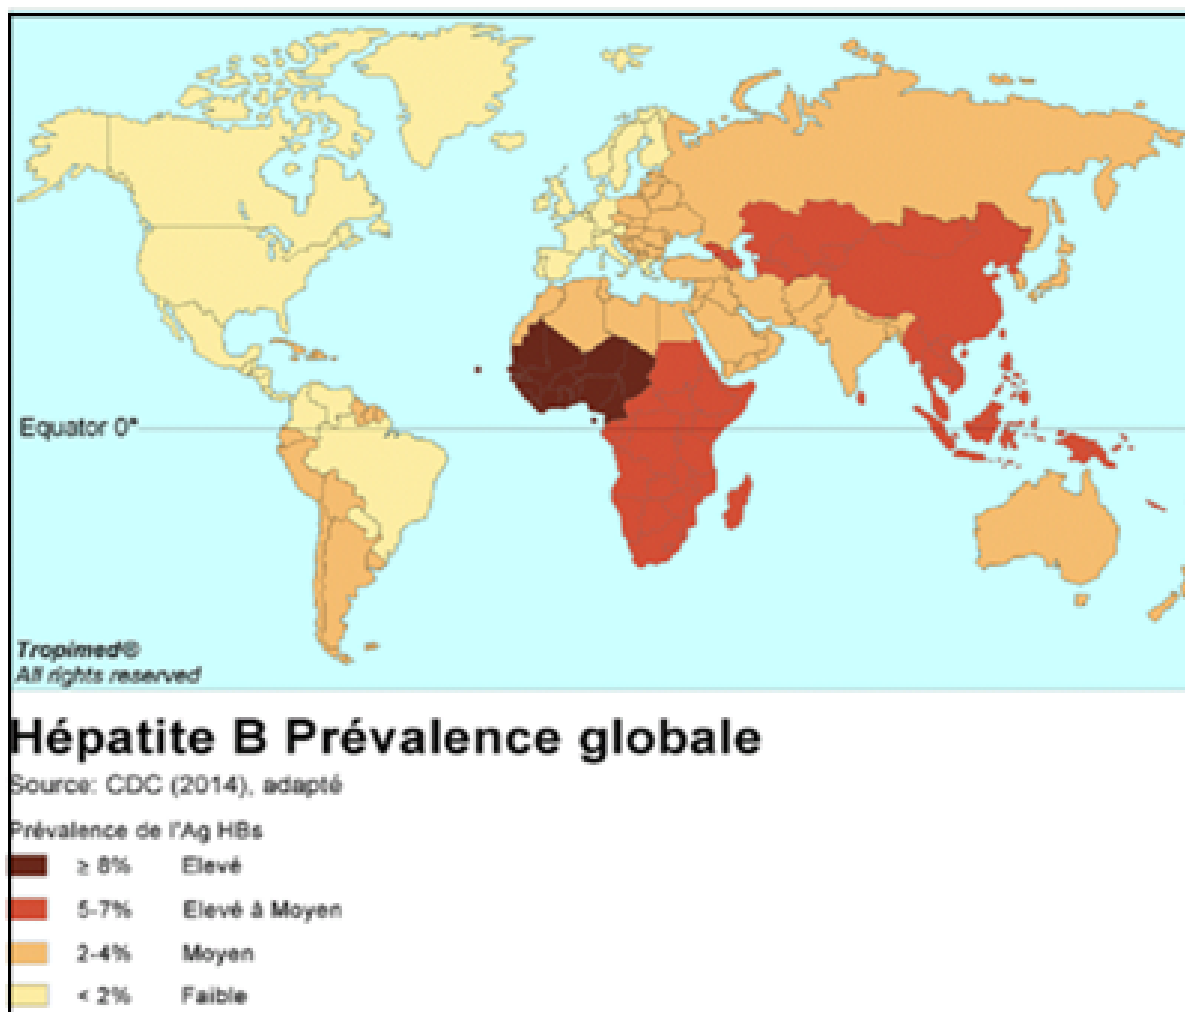 Equator 0°
Tropimed®
All rights reserved
Hépatite B Prévalence globale
Source: CDC (2014), adapté
Prévalence de l'Ag HBs
≥ 8% Elevé
5-7% Elevé à Moyen
2-4% Moyen
< 2% Faible